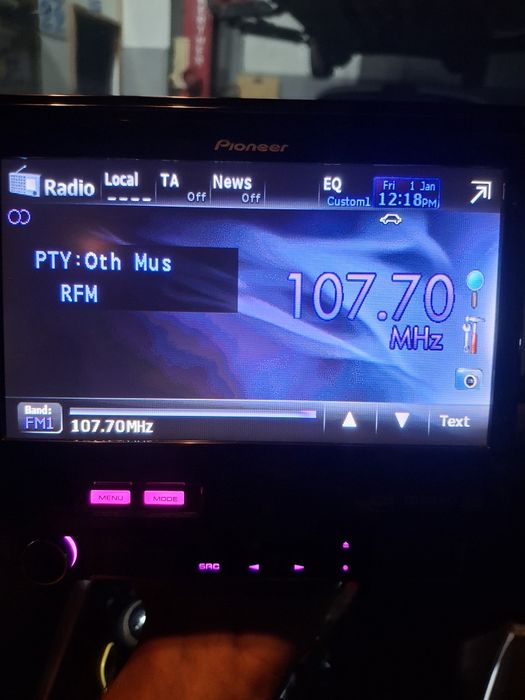 Pioneer
Radio Local TA Off News Off EQ Custom1 Fri 1 Jan 12:18PM
PTY:Oth Mus
RFM
107.70
MHz
Band: FM1
107.70MHz
Text
MENU MODE
SRC